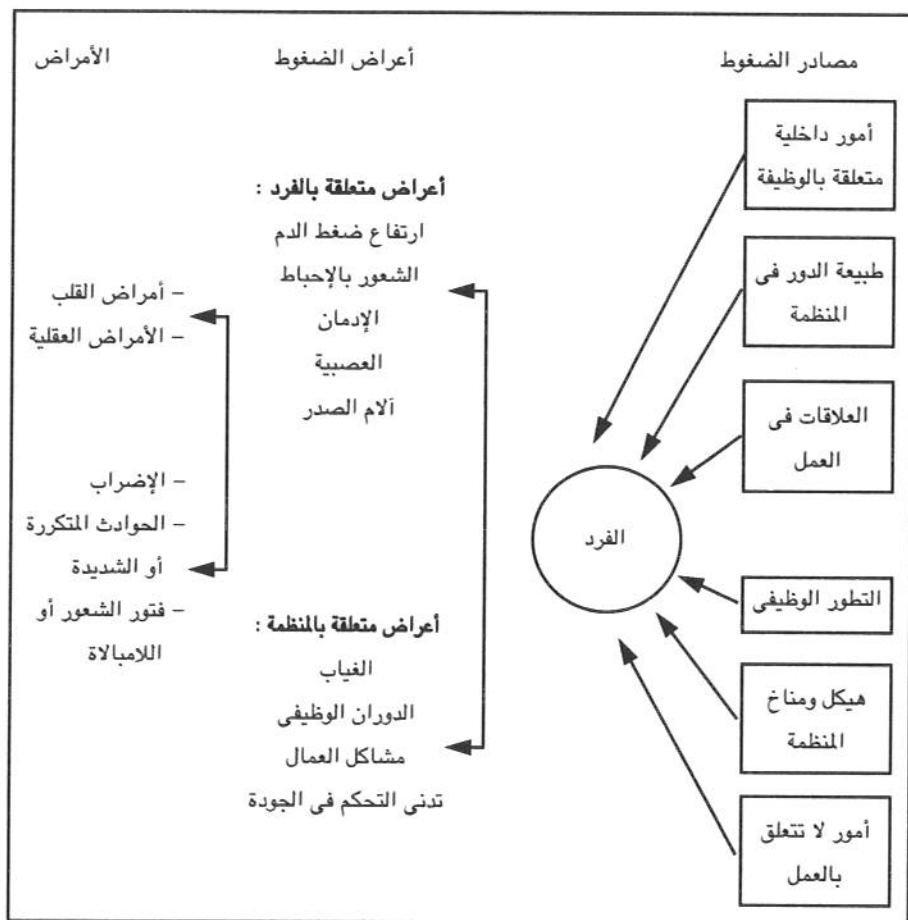 مصادر الضغوط
أعراض الضغوط
الأمراض
أمور داخلية
متعلقة بالوظيفة
طبيعة الدور فى
المنظمة
العلاقات فى
العمل
التطور الوظيفى
هيكل ومناخ
المنظمة
أمور لا تتعلق
بالعمل
الفرد
أعراض متعلقة بالفرد :
ارتفاع ضغط الدم
الشعور بالإحباط
الإدمان
العصبية
آلام الصدر
أعراض متعلقة بالمنظمة :
الغياب
الدوران الوظيفى
مشاكل العمال
تدنى التحكم فى الجودة
– أمراض القلب
– الأمراض العقلية
– الإضراب
– الحوادث المتكررة
أو الشديدة
– فتور الشعور أو
اللامبالاة